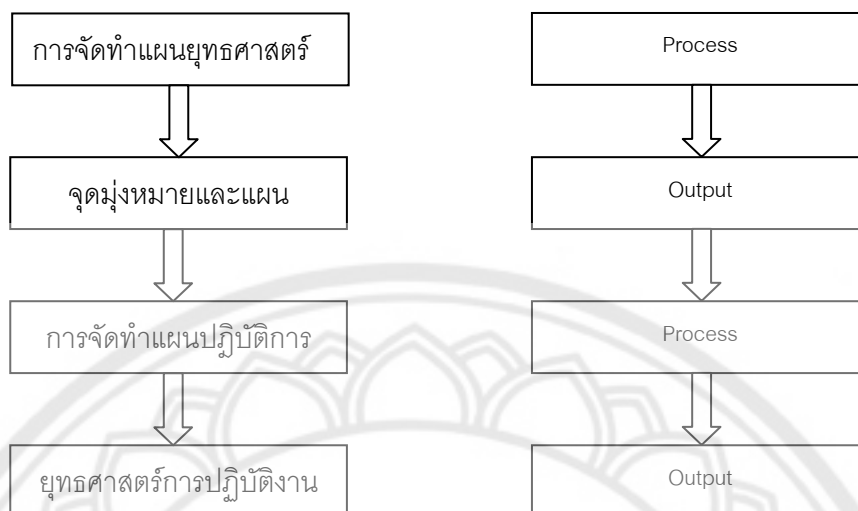 การจัดทำแผนยุทธศาสตร์
Process
จุดมุ่งหมายและแผน
Output
การจัดทำแผนปฏิบัติการ
Process
ยุทธศาสตร์การปฏิบัติงาน
Output